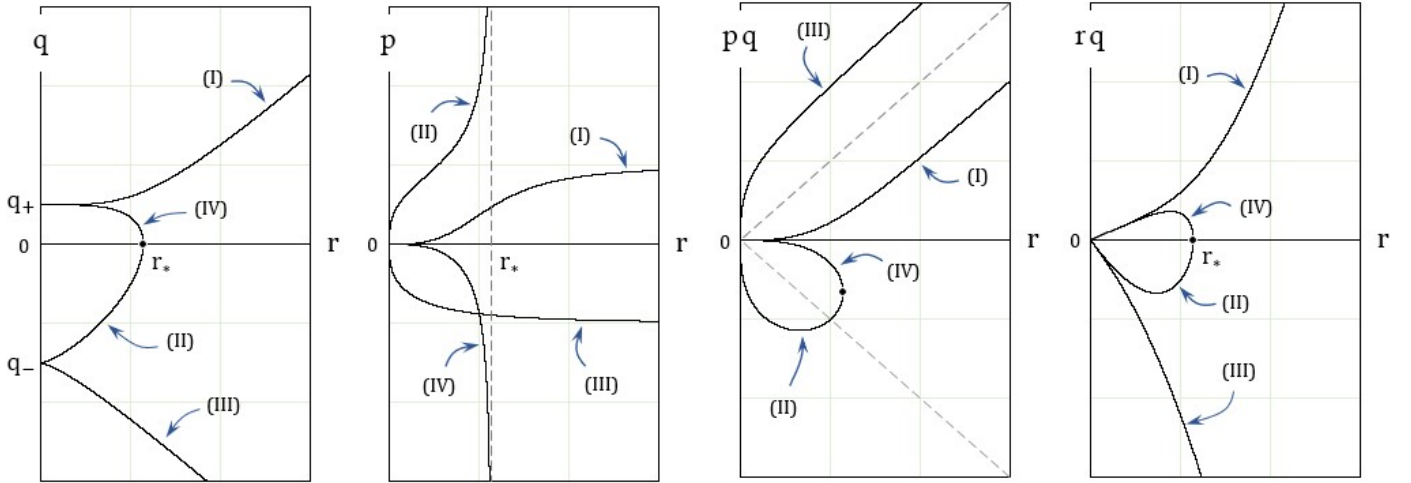 q
(I)
q+
(IV)
0
r
r*
(II)
q−
(III)
p
(II)
(I)
0
r
r*
(IV)
(III)
p q
(III)
(I)
0
r
(IV)
(II)
r q
(I)
(IV)
0
r
r*
(II)
(III)